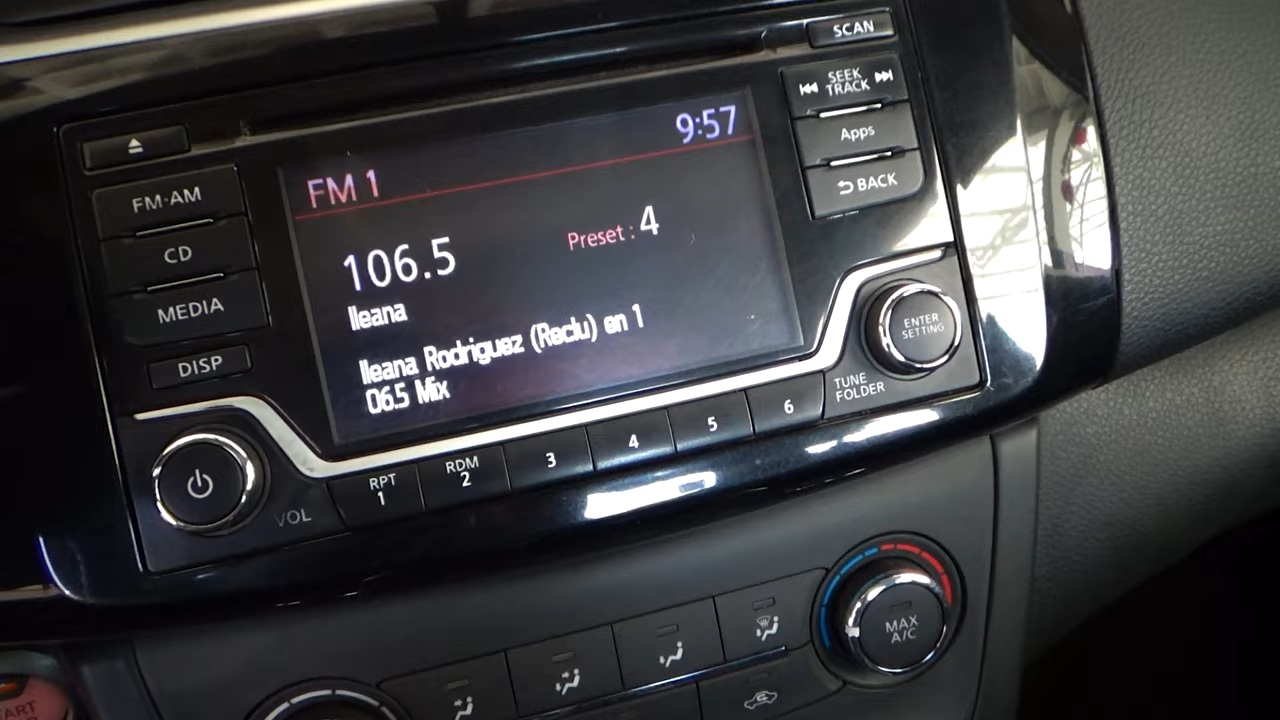 SCAN
SEEK
TRACK
Apps
BACK
FM·AM
CD
MEDIA
DISP
9:57
FM 1
106.5
Preset : 4
Ileana
Ileana Rodriguez (Reclu) en 1
06.5 Mix
ENTER
SETTING
TUNE
FOLDER
VOL
RPT
1
RDM
2
3
4
5
6
MAX
A/C
START